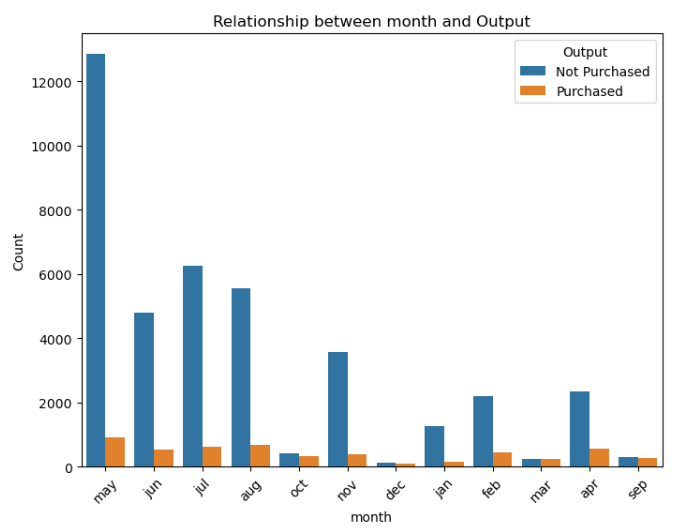 Relationship between month and Output
Output
Not Purchased
Purchased
12000
10000
8000
6000
4000
2000
0
Count
may jun jul aug oct nov dec jan feb mar apr sep
month